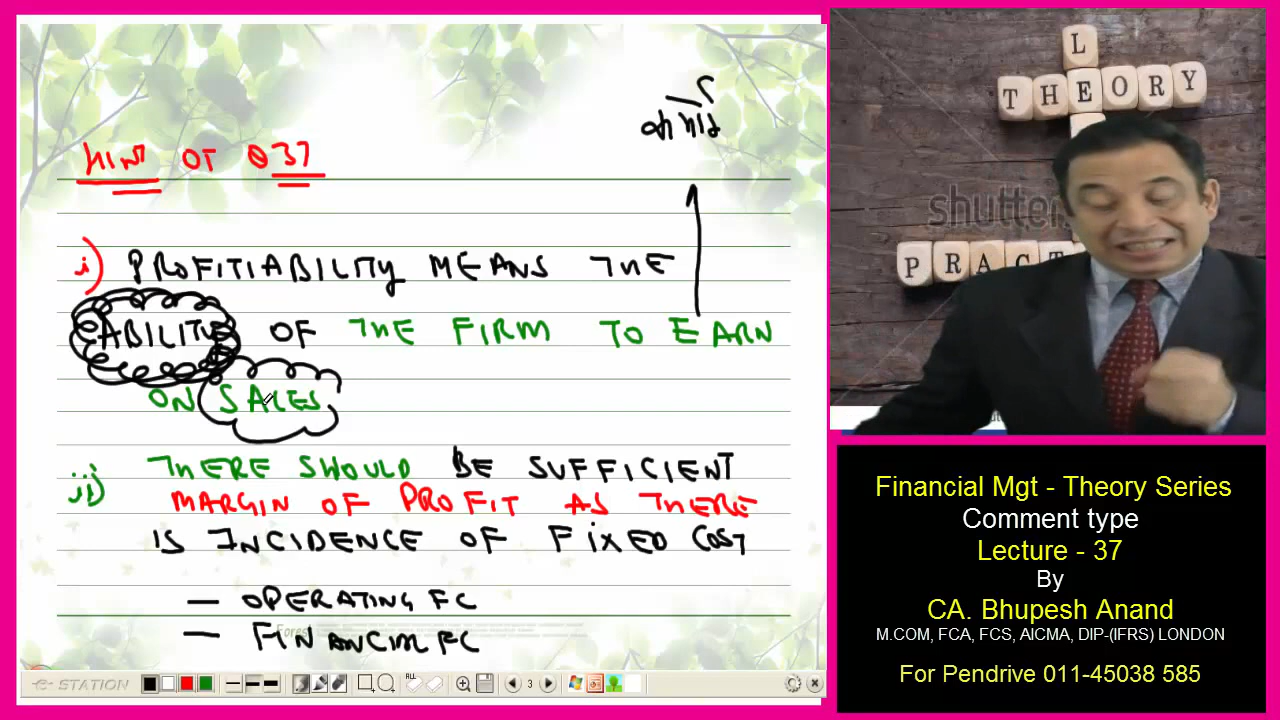 HINT OF Q37
i) PROFITIABILITY MEANS THE
ABILITY OF THE FIRM TO EARN
ON SALES
ii) THERE SHOULD BE SUFFICIENT
MARGIN OF PROFIT AS THERE
IS INCIDENCE OF FIXED COST
— OPERATING FC
— FINANCIAL FC
e-STATION
3
L
THEORY
shutter
PRACT
Financial Mgt - Theory Series
Comment type
Lecture - 37
By
CA. Bhupesh Anand
M.COM, FCA, FCS, AICMA, DIP-(IFRS) LONDON
For Pendrive 011-45038 585